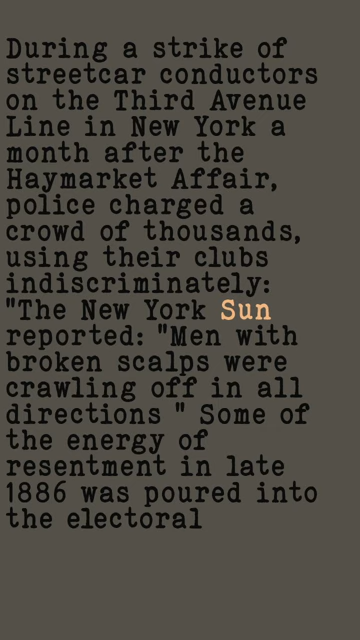 During a strike of
streetcar conductors
on the Third Avenue
Line in New York a
month after the
Haymarket Affair,
police charged a
crowd of thousands,
using their clubs
indiscriminately:
"The New York Sun
reported: "Men with
broken scalps were
crawling off in all
directions " Some of
the energy of
resentment in late
1886 was poured into
the electoral